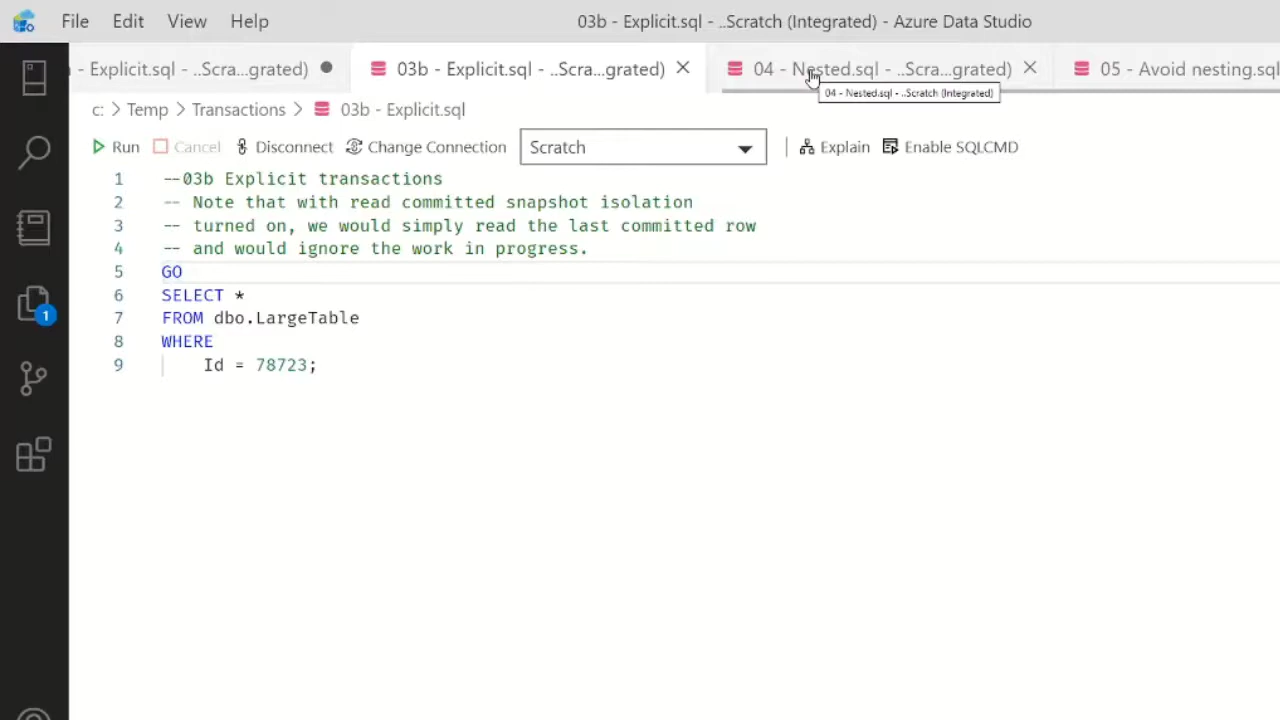 File Edit View Help 03b - Explicit.sql - ..Scratch (Integrated) - Azure Data Studio
- Explicit.sql - ..Scra...grated) 03b - Explicit.sql - ..Scra...grated) 04 - Nested.sql - ..Scra...grated) 05 - Avoid nesting.sql
04 - Nested.sql - ..Scratch (Integrated)
c: > Temp > Transactions > 03b - Explicit.sql
Run Cancel Disconnect Change Connection Scratch Explain Enable SQLCMD
1 --03b Explicit transactions
2 -- Note that with read committed snapshot isolation
3 -- turned on, we would simply read the last committed row
4 -- and would ignore the work in progress.
5 GO
6 SELECT *
7 FROM dbo.LargeTable
8 WHERE
9 Id = 78723;
1